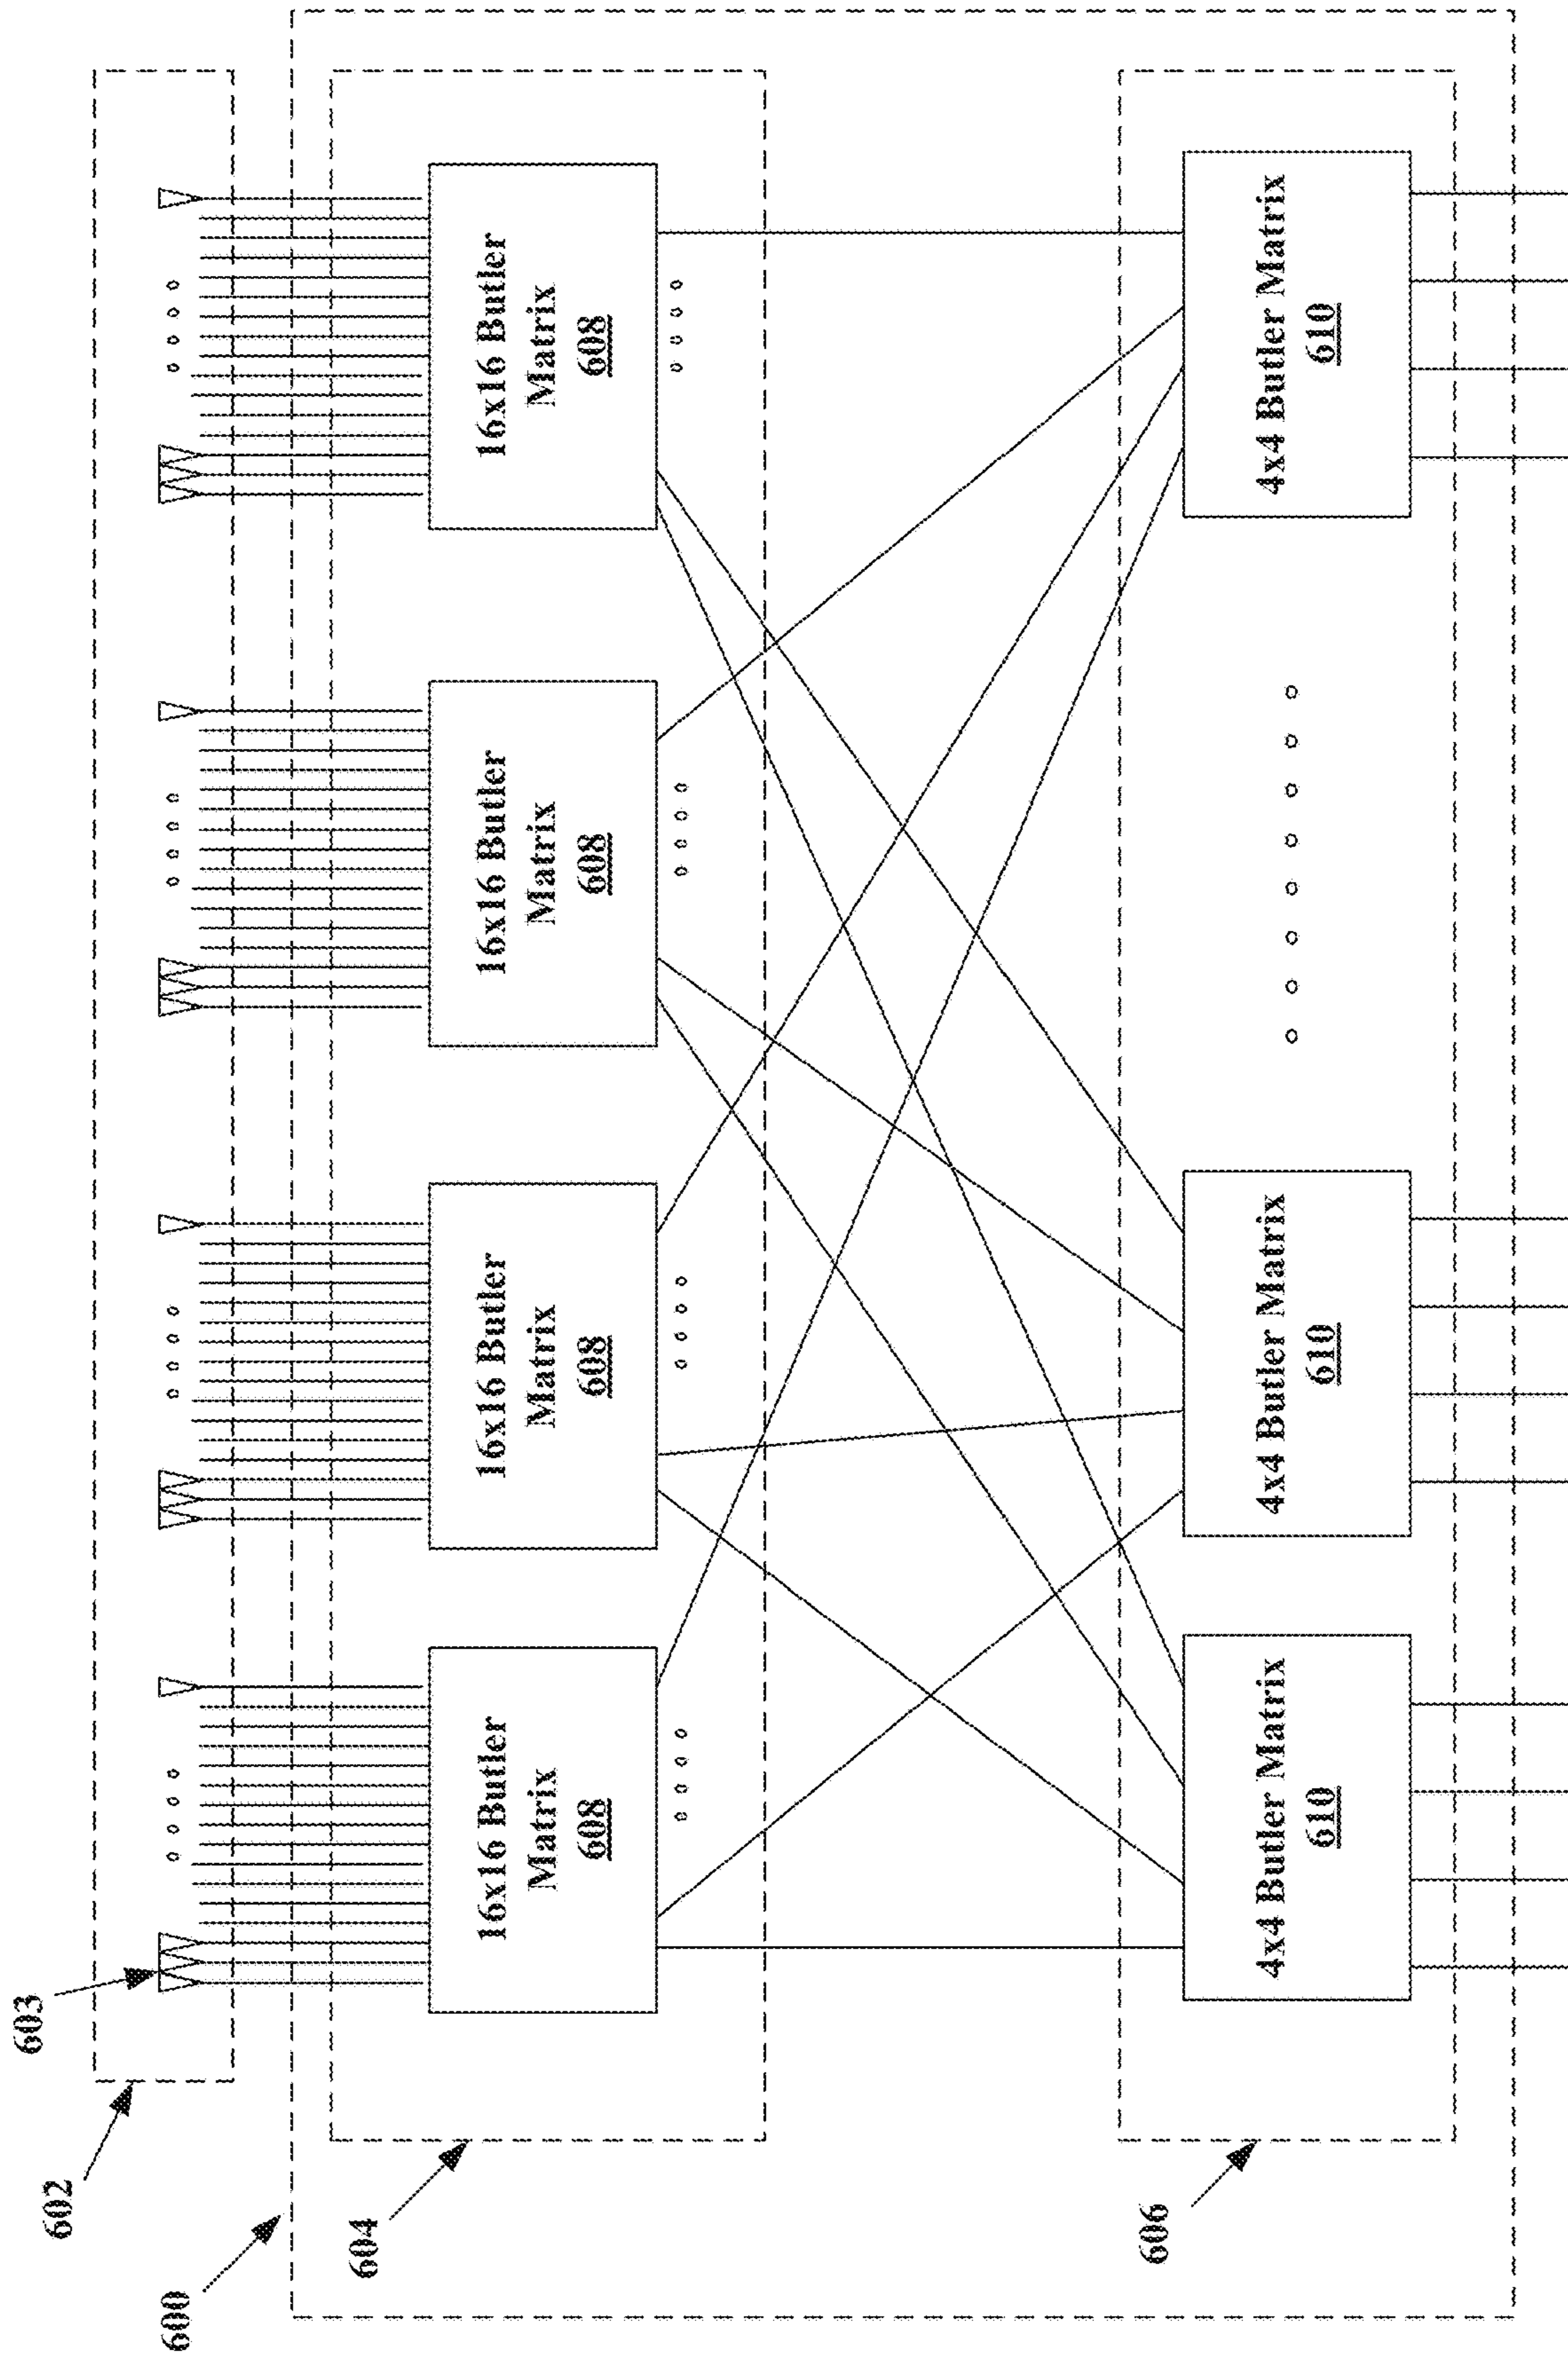 600
602
603
604
16x16 Butler
Matrix
608
16x16 Butler
Matrix
608
16x16 Butler
Matrix
608
16x16 Butler
Matrix
608
606
4x4 Butler Matrix
610
4x4 Butler Matrix
610
4x4 Butler Matrix
610